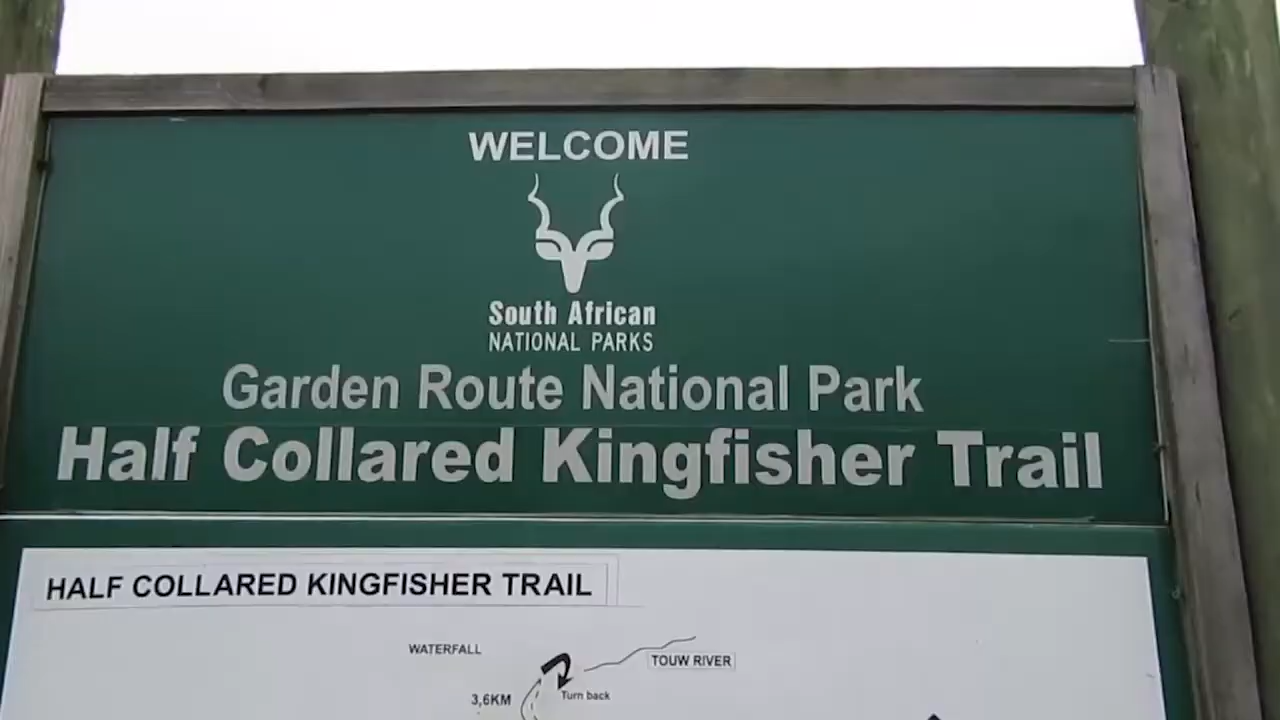 WELCOME
South African
NATIONAL PARKS
Garden Route National Park
Half Collared Kingfisher Trail
HALF COLLARED KINGFISHER TRAIL
WATERFALL
TOUW RIVER
3,6KM
Turn back